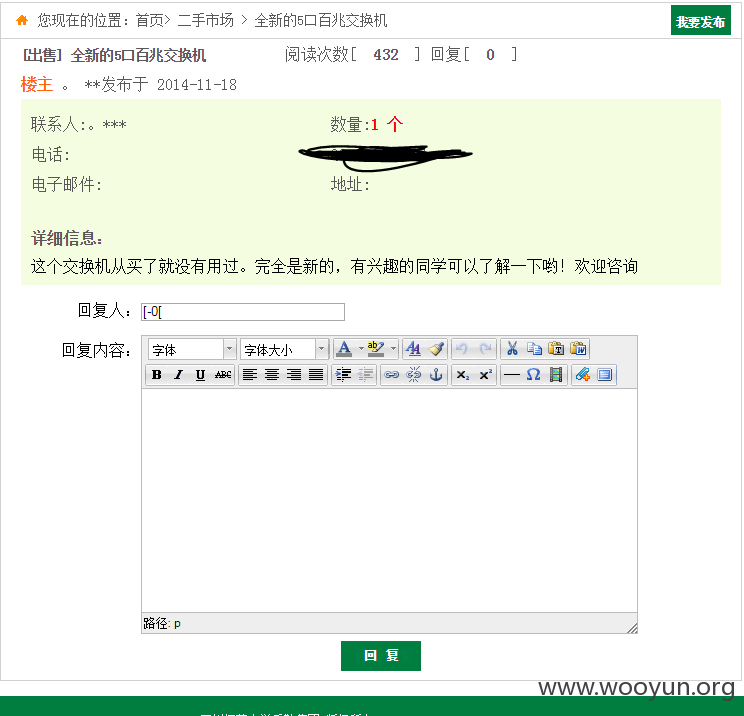 您现在的位置：首页> 二手市场 > 全新的5口百兆交换机
我要发布
[出售] 全新的5口百兆交换机 阅读次数[ 432 ] 回复[ 0 ]
楼主 。 **发布于 2014-11-18
联系人:。*** 数量:1 个
电话:
电子邮件: 地址:
详细信息:
这个交换机从买了就没有用过。完全是新的，有兴趣的同学可以了解一下哟！欢迎咨询
回复人： [-0[
回复内容： 字体 字体大小 A ab A
B I U ABC x₂ x² Ω
路径: p
回 复
www.wooyun.org